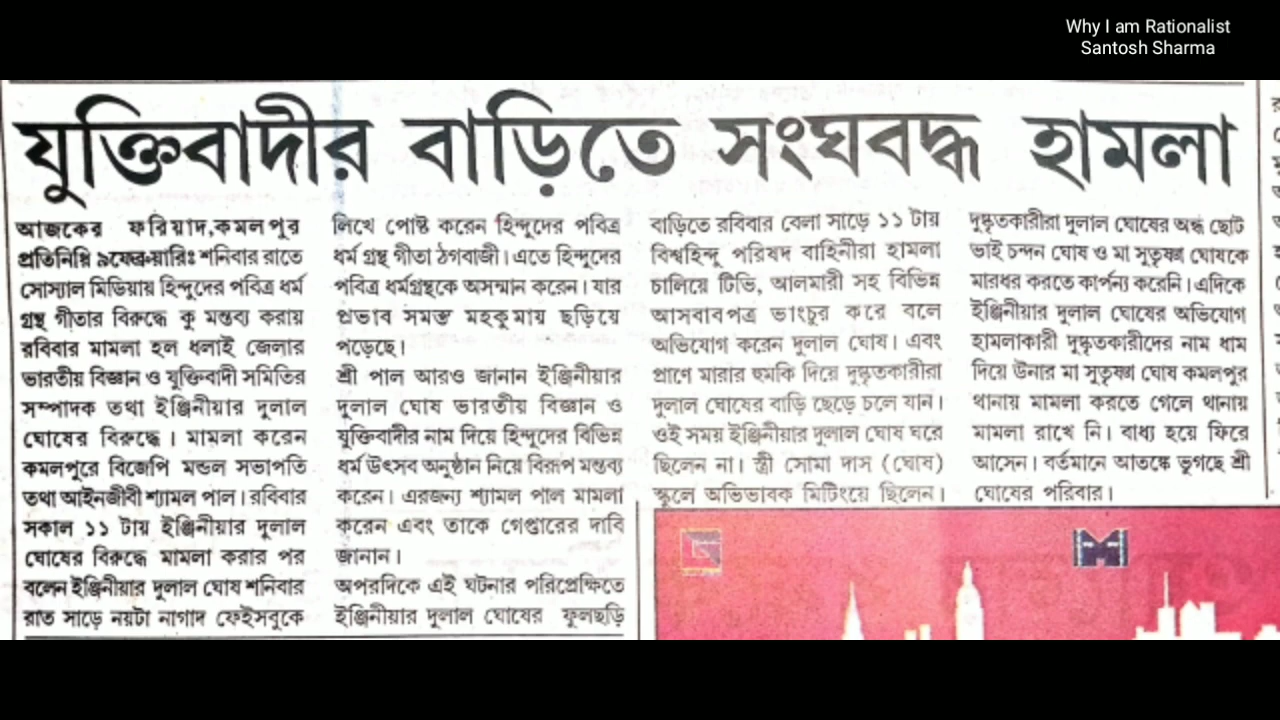 Why I am Rationalist
Santosh Sharma
যুক্তিবাদীর বাড়িতে সংঘবদ্ধ হামলা
আজকের ফরিয়াদ,কমলপুর
প্রতিনিধি ৯ফেব্রুয়ারিঃ শনিবার রাতে
সোস্যাল মিডিয়ায় হিন্দুদের পবিত্র ধর্ম
গ্রন্থ গীতার বিরুদ্ধে কু মন্তব্য করায়
রবিবার মামলা হল ধলাই জেলার
ভারতীয় বিজ্ঞান ও যুক্তিবাদী সমিতির
সম্পাদক তথা ইঞ্জিনীয়ার দুলাল
ঘোষের বিরুদ্ধে । মামলা করেন
কমলপুরে বিজেপি মন্ডল সভাপতি
তথা আইনজীবী শ্যামল পাল। রবিবার
সকাল ১১ টায় ইঞ্জিনীয়ার দুলাল
ঘোষের বিরুদ্ধে মামলা করার পর
বলেন ইঞ্জিনীয়ার দুলাল ঘোষ শনিবার
রাত সাড়ে নয়টা নাগাদ ফেইসবুকে
লিখে পোষ্ট করেন হিন্দুদের পবিত্র
ধর্ম গ্রন্থ গীতা ঠগবাজী। এতে হিন্দুদের
পবিত্র ধর্মগ্রন্থকে অসম্মান করেন। যার
প্রভাব সমস্ত মহকুমায় ছড়িয়ে
পড়েছে।
শ্রী পাল আরও জানান ইঞ্জিনীয়ার
দুলাল ঘোষ ভারতীয় বিজ্ঞান ও
যুক্তিবাদীর নাম দিয়ে হিন্দুদের বিভিন্ন
ধর্ম উৎসব অনুষ্ঠান নিয়ে বিরূপ মন্তব্য
করেন। এরজন্য শ্যামল পাল মামলা
করেন এবং তাকে গেপ্তারের দাবি
জানান।
অপরদিকে এই ঘটনার পরিপ্রেক্ষিতে
ইঞ্জিনীয়ার দুলাল ঘোষের ফুলছড়ি
বাড়িতে রবিবার বেলা সাড়ে ১১ টায়
বিশ্বহিন্দু পরিষদ বাহিনীরা হামলা
চালিয়ে টিভি, আলমারী সহ বিভিন্ন
আসবাবপত্র ভাংচুর করে বলে
অভিযোগ করেন দুলাল ঘোষ। এবং
প্রাণে মারার হুমকি দিয়ে দুষ্কৃতকারীরা
দুলাল ঘোষের বাড়ি ছেড়ে চলে যান।
ওই সময় ইঞ্জিনীয়ার দুলাল ঘোষ ঘরে
ছিলেন না। স্ত্রী সোমা দাস (ঘোষ)
স্কুলে অভিভাবক মিটিংয়ে ছিলেন।
দুষ্কৃতকারীরা দুলাল ঘোষের অন্ধ ছোট
ভাই চন্দন ঘোষ ও মা সুতৃষ্ণা ঘোষকে
মারধর করতে কার্পন্য করেনি। এদিকে
ইঞ্জিনীয়ার দুলাল ঘোষের অভিযোগ
হামলাকারী দুষ্কৃতকারীদের নাম ধাম
দিয়ে উনার মা সুতৃষ্ণা ঘোষ কমলপুর
থানায় মামলা করতে গেলে থানায়
মামলা রাখে নি। বাধ্য হয়ে ফিরে
আসেন। বর্তমানে আতঙ্কে ভুগছে শ্রী
ঘোষের পরিবার।